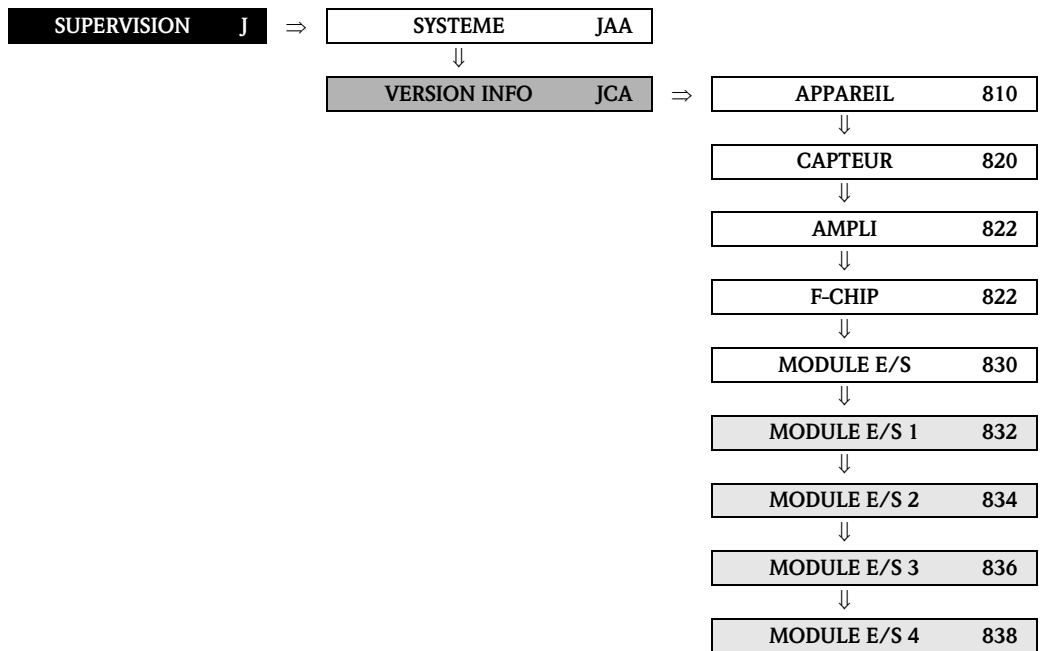 SUPERVISION J ⇒ SYSTEME JAA
⇓
VERSION INFO JCA ⇒ APPAREIL 810
⇓
CAPTEUR 820
⇓
AMPLI 822
⇓
F-CHIP 822
⇓
MODULE E/S 830
⇓
MODULE E/S 1 832
⇓
MODULE E/S 2 834
⇓
MODULE E/S 3 836
⇓
MODULE E/S 4 838